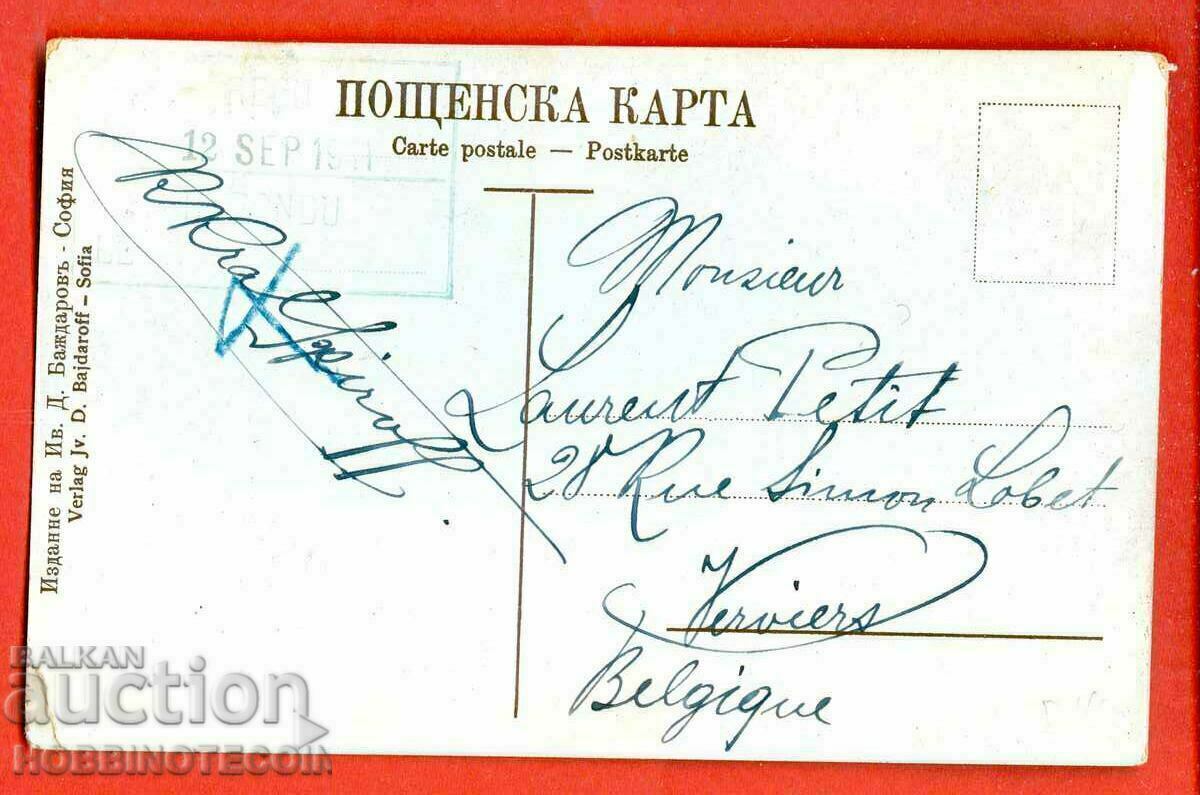 ПОЩЕНСКА КАРТА
Carte postale — Postkarte
12 SEP 1911
Издание на Ив. Д. Баждаровъ - София
Verlag Jv. D. Bajdaroff – Sofia
Spiroff
Monsieur
Laurent Petit
28 Rue Simon Lobet
Verviers
Belgique
BALKAN
auction
HOBBINOTECOIN